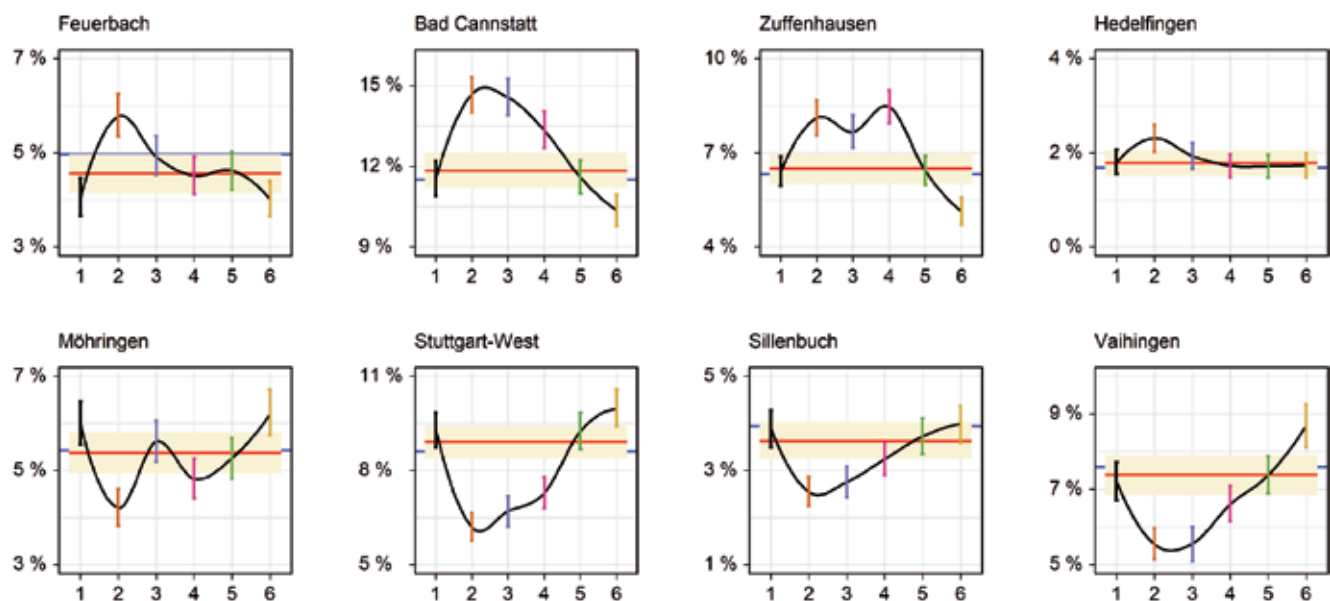 Feuerbach
7 %
5 %
3 %
1 2 3 4 5 6
Bad Cannstatt
15 %
12 %
9 %
1 2 3 4 5 6
Zuffenhausen
10 %
7 %
4 %
1 2 3 4 5 6
Hedelfingen
4 %
2 %
0 %
1 2 3 4 5 6
Möhringen
7 %
5 %
3 %
1 2 3 4 5 6
Stuttgart-West
11 %
8 %
5 %
1 2 3 4 5 6
Sillenbuch
5 %
3 %
1 %
1 2 3 4 5 6
Vaihingen
9 %
7 %
5 %
1 2 3 4 5 6